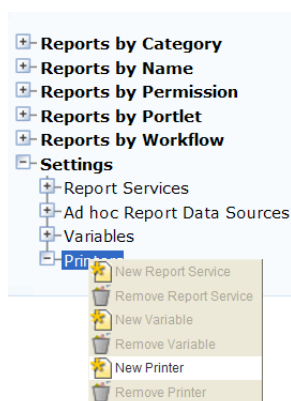 Reports by Category
Reports by Name
Reports by Permission
Reports by Portlet
Reports by Workflow
Settings
Report Services
Ad hoc Report Data Sources
Variables
New Report Service
Remove Report Service
New Variable
Remove Variable
New Printer
Remove Printer